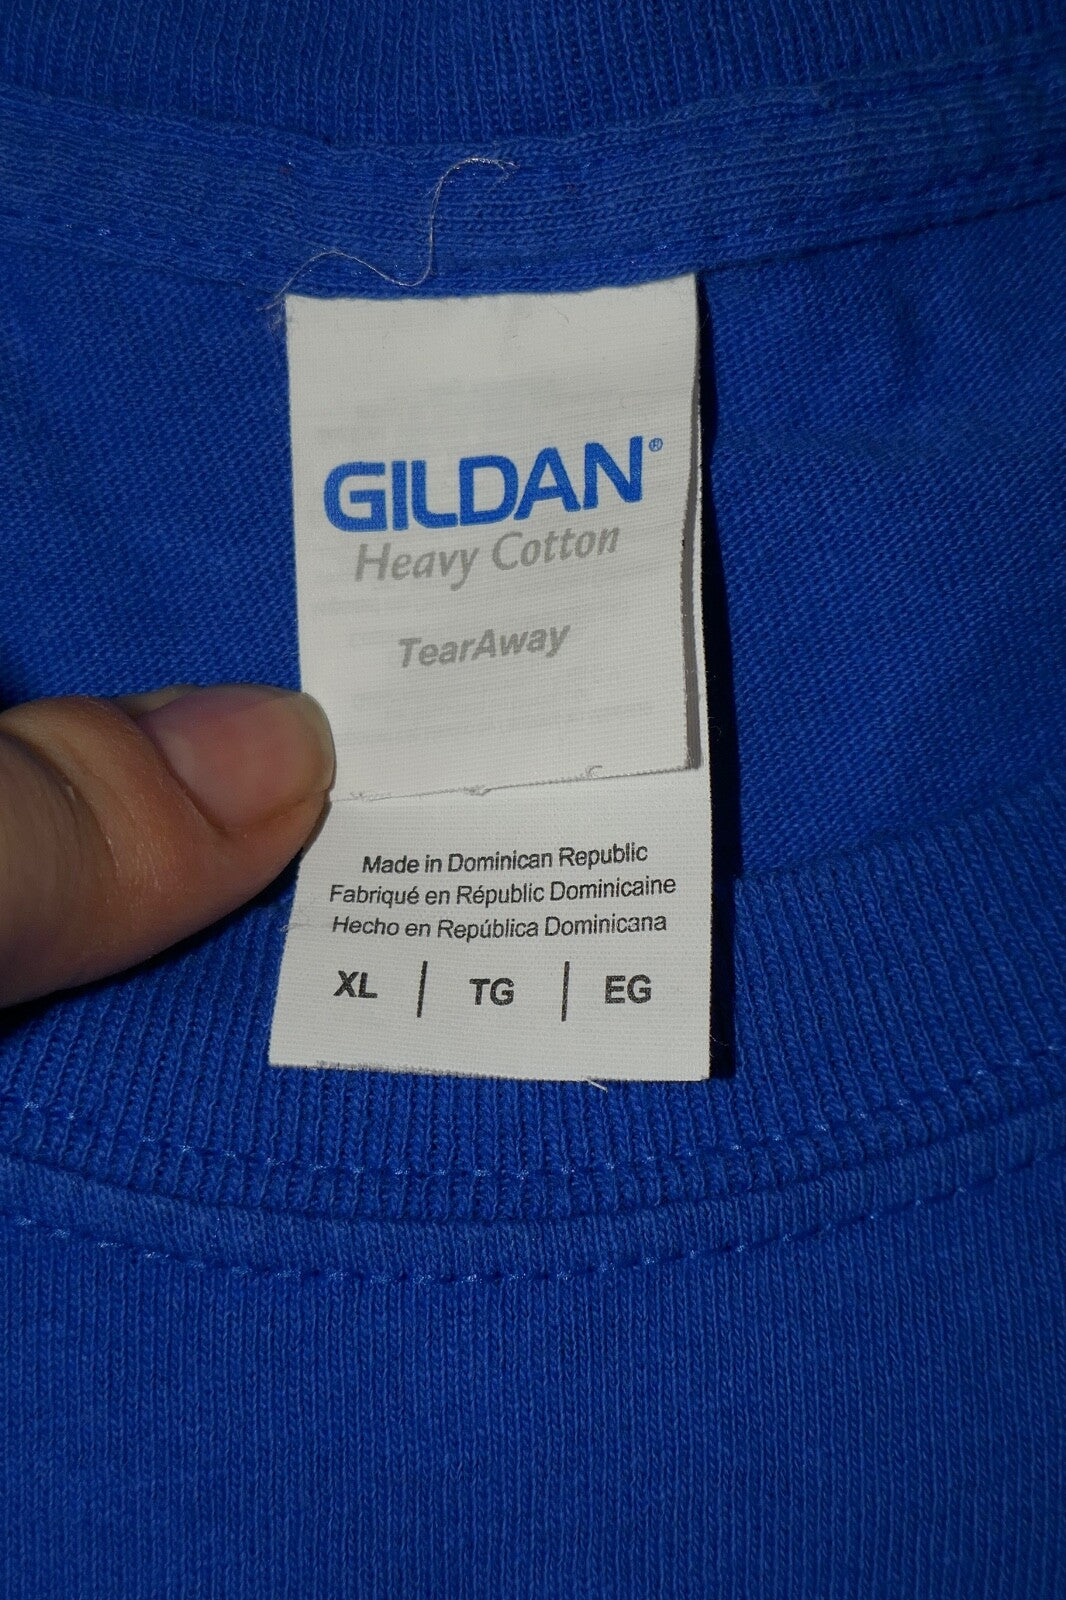 GILDAN®
Heavy Cotton
TearAway
Made in Dominican Republic
Fabriqué en Républic Dominicaine
Hecho en República Dominicana
XL | TG | EG